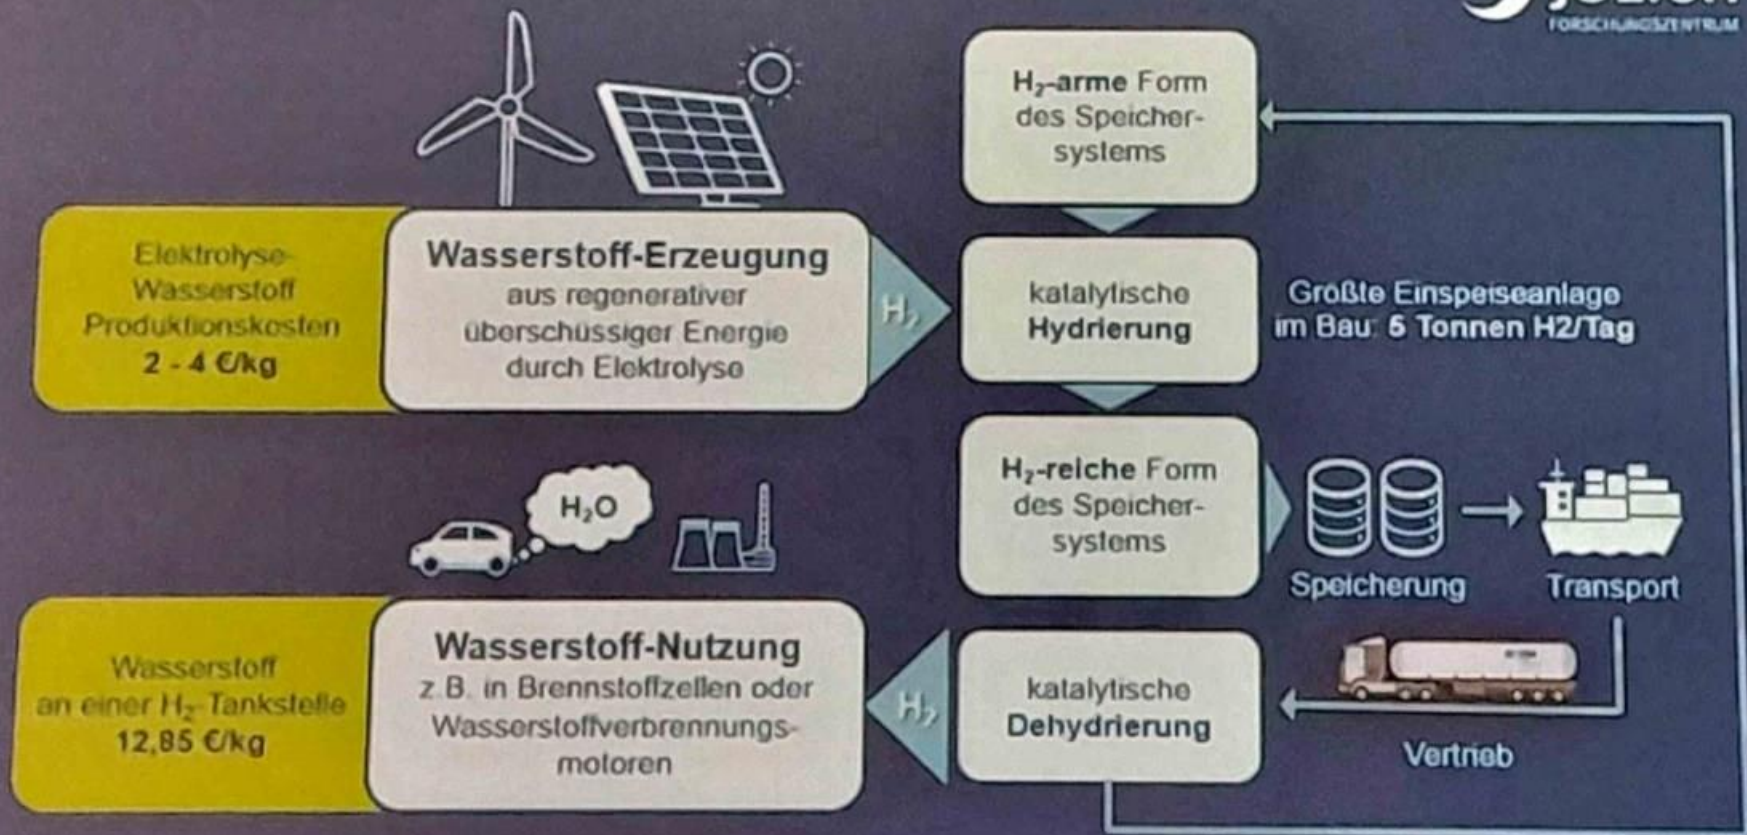 FORSCHUNGSZENTRUM
H₂-arme Form
des Speicher-
systems
Elektrolyse-
Wasserstoff
Produktionskosten
2 - 4 €/kg
Wasserstoff-Erzeugung
aus regenerativer
überschüssiger Energie
durch Elektrolyse
H₂
katalytische
Hydrierung
Größte Einspeiseanlage
im Bau: 5 Tonnen H2/Tag
H₂-reiche Form
des Speicher-
systems
Speicherung
Transport
H₂O
Wasserstoff
an einer H₂-Tankstelle
12,85 €/kg
Wasserstoff-Nutzung
z.B. in Brennstoffzellen oder
Wasserstoffverbrennungs-
motoren
H₂
katalytische
Dehydrierung
Vertrieb